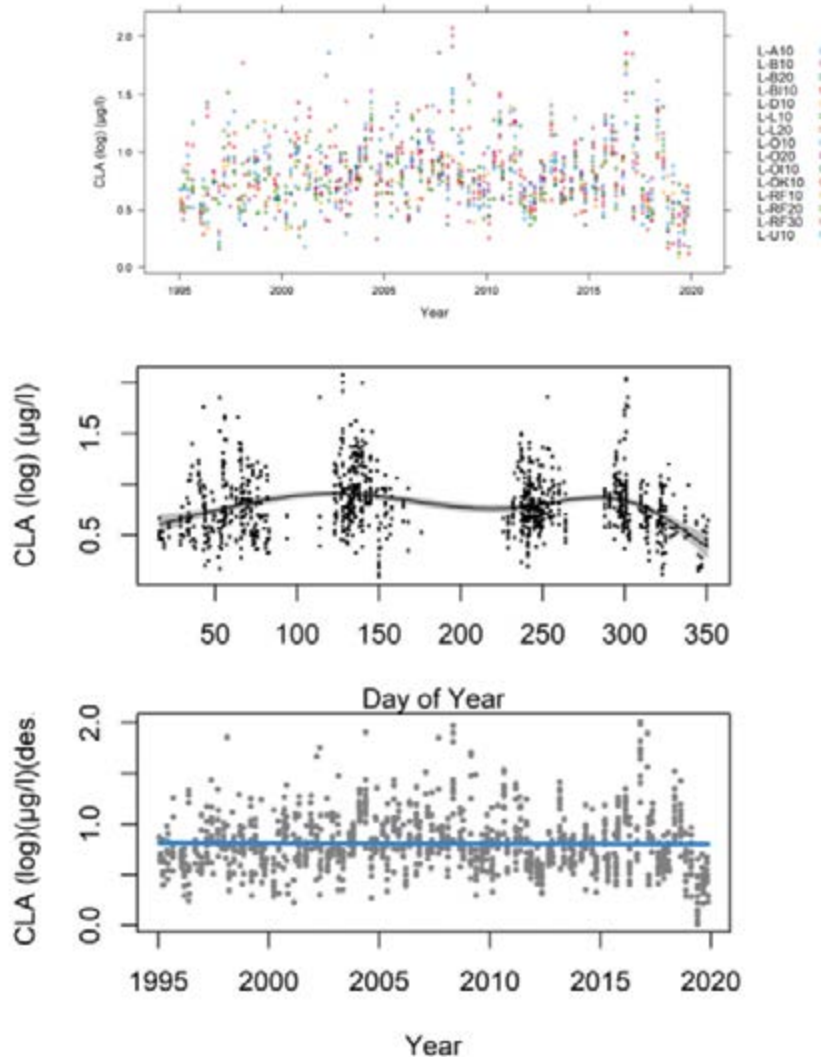 CLA (log) (µg/l)
2.0
1.5
1.0
0.5
0.0
1995 2000 2005 2010 2015 2020
Year
L-A10
L-B10
L-B20
L-BI10
L-D10
L-L10
L-L20
L-O10
L-O20
L-OI10
L-OK10
L-RF10
L-RF20
L-RF30
L-U10
CLA (log) (µg/l)
1.5
0.5
50 100 150 200 250 300 350
Day of Year
CLA (log)(µg/l)(des
2.0
1.0
0.0
1995 2000 2005 2010 2015 2020
Year